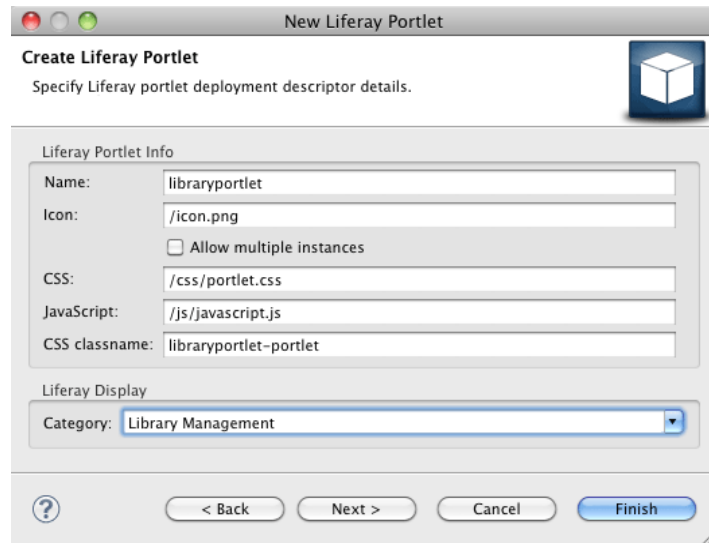 New Liferay Portlet
Create Liferay Portlet
Specify Liferay portlet deployment descriptor details.
Liferay Portlet Info
Name: libraryportlet
Icon: /icon.png
Allow multiple instances
CSS: /css/portlet.css
JavaScript: /js/javascript.js
CSS classname: libraryportlet-portlet
Liferay Display
Category: Library Management
? < Back Next > Cancel Finish